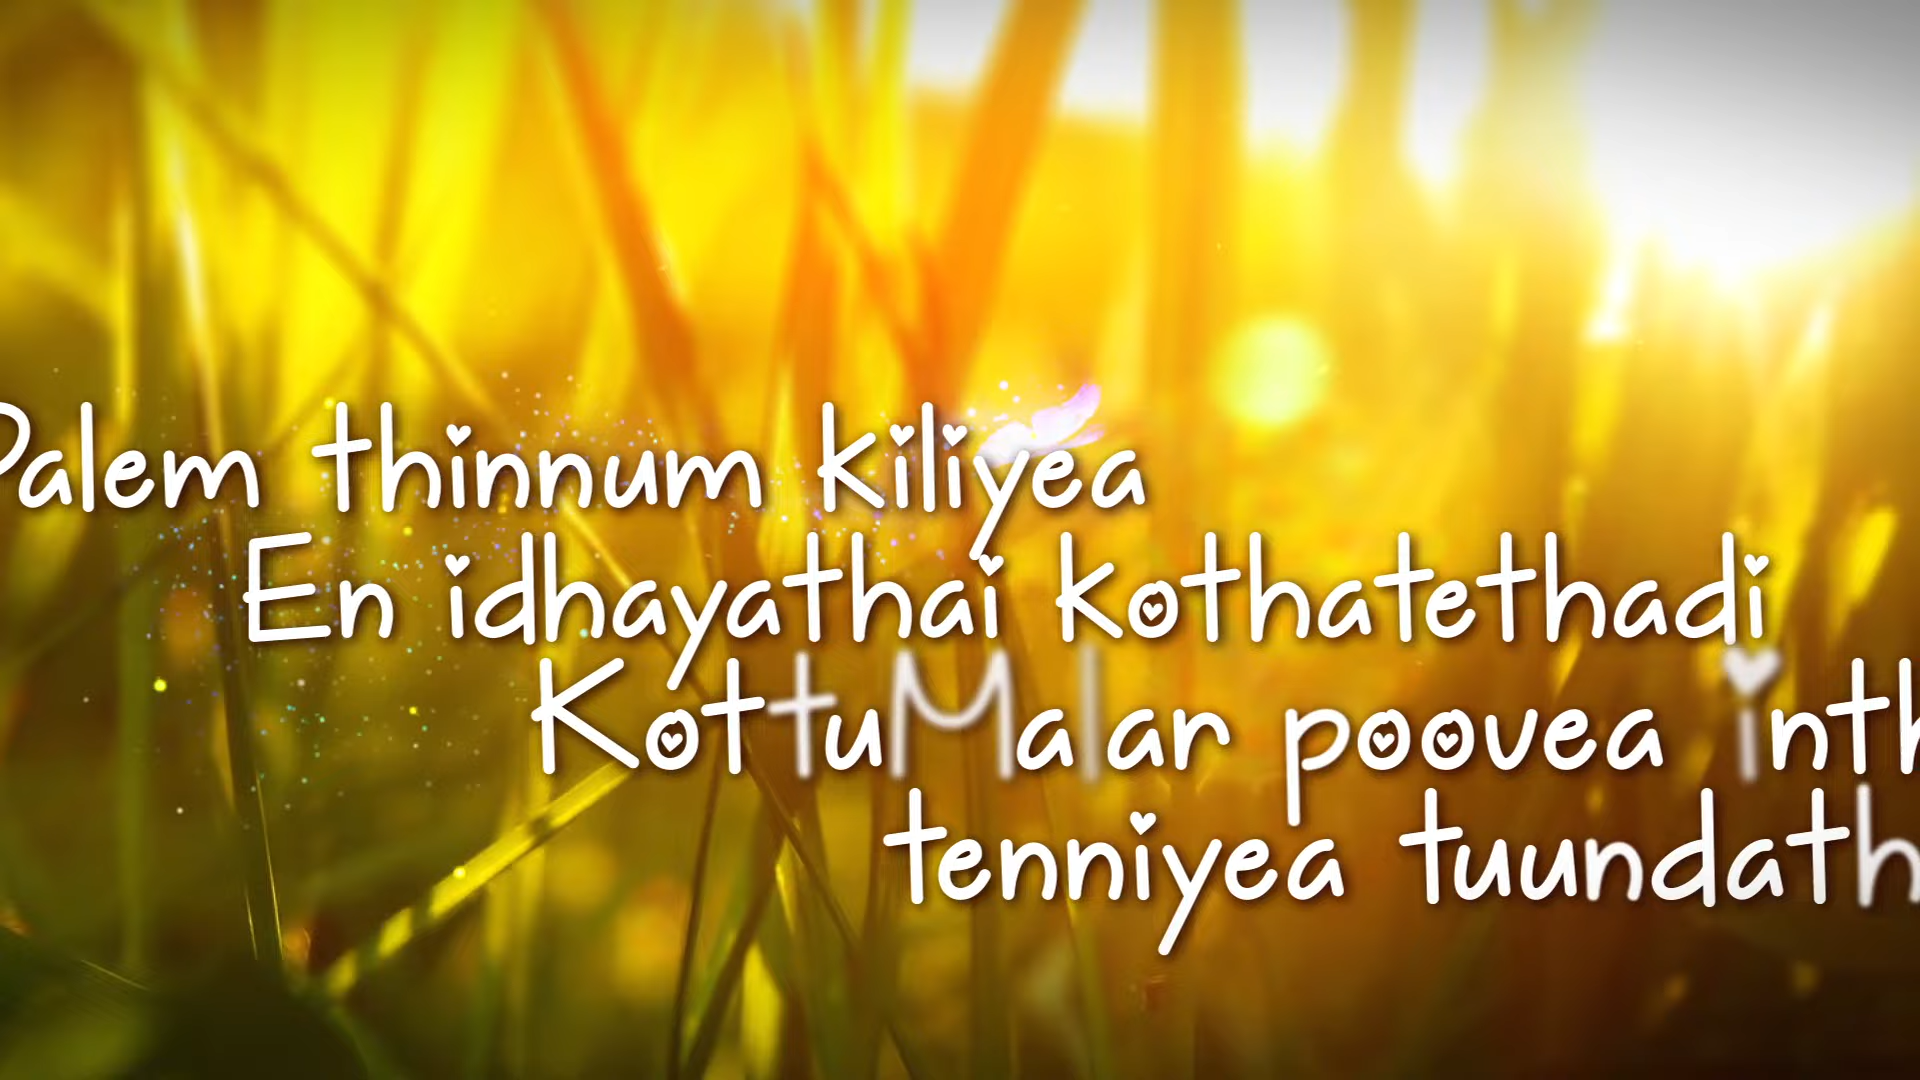 Palem thinnum kiliyea
En idhayathai kothatethadi
KottuMalar poovea inth
tenniyea tuundath